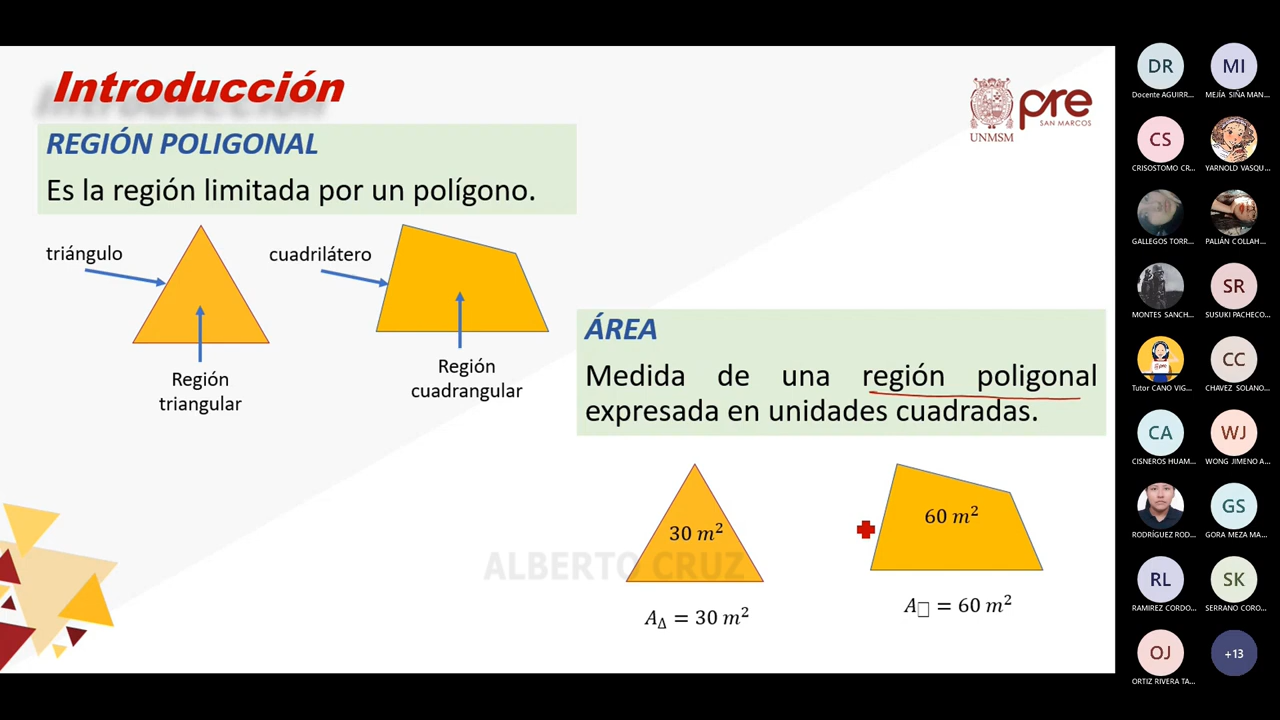 Introducción
REGIÓN POLIGONAL
Es la región limitada por un polígono.
triángulo
cuadrilátero
Región
triangular
Región
cuadrangular
UNMSM
pre
SAN MARCOS
ÁREA
Medida de una región poligonal
expresada en unidades cuadradas.
30 m²
60 m²
ALBERTO CRUZ
A△ = 30 m²
A□ = 60 m²
DR
Docente AGUIRR...
MI
MEJÍA SIÑA MAN...
CS
CRISOSTOMO CR...
YARNOLD VASQU...
GALLEGOS TORR...
PALIÁN COLLAH...
MONTES SANCH...
SR
SUSUKI PACHECO...
Tutor CANO VIG...
CC
CHAVEZ SOLANO...
CA
CISNEROS HUAM...
WJ
WONG JIMENO A...
RODRÍGUEZ ROD...
GS
GORA MEZA MA...
RL
RAMIREZ CORDO...
SK
SERRANO CORO...
OJ
ORTIZ RIVERA TA...
+13